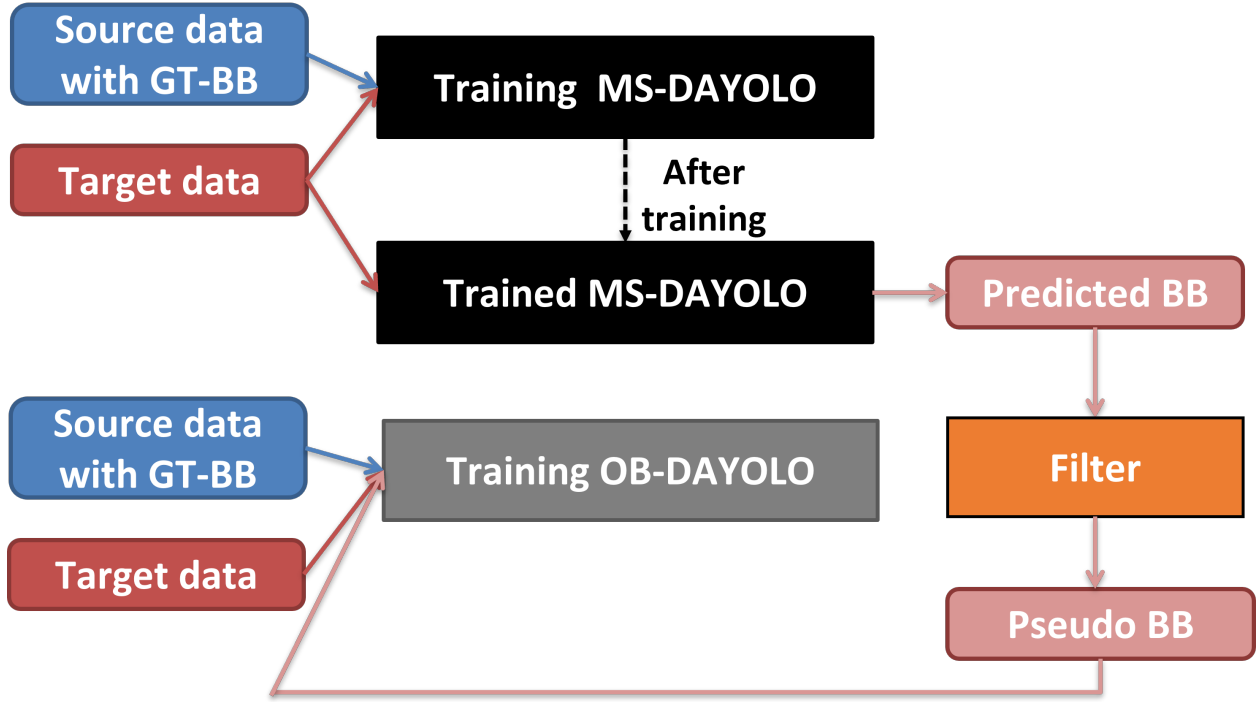 Source data
with GT-BB
Training MS-DAYOLO
Target data
After
training
Trained MS-DAYOLO
Predicted BB
Source data
with GT-BB
Training OB-DAYOLO
Filter
Target data
Pseudo BB